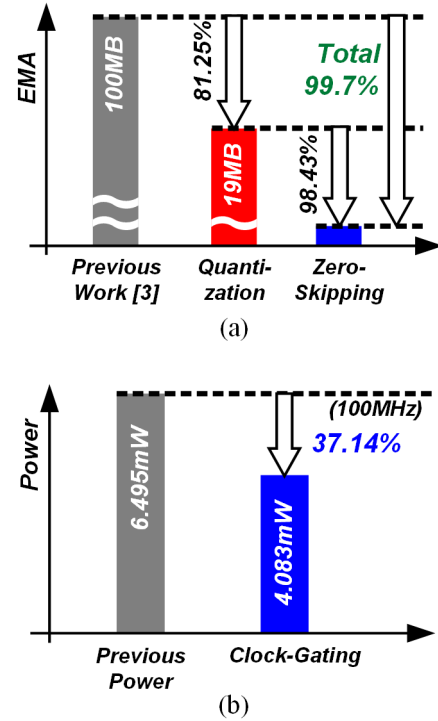 EMA
100MB
81.25%
19MB
98.43%
Total
99.7%
Previous
Work [3]
Quanti-
zation
Zero-
Skipping
(a)
Power
6.495mW
4.083mW
(100MHz)
37.14%
Previous
Power
Clock-Gating
(b)